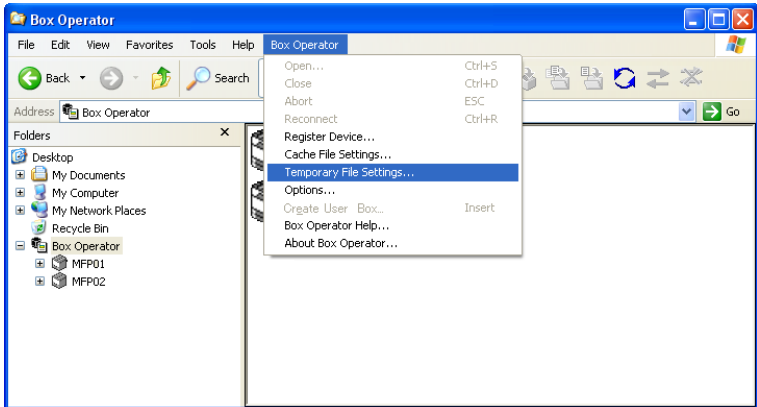 Box Operator
File Edit View Favorites Tools Help Box Operator
Back Search
Address Box Operator Go
Folders x
Desktop
My Documents
My Computer
My Network Places
Recycle Bin
Box Operator
MFP01
MFP02
Open... Ctrl+S
Close Ctrl+D
Abort ESC
Reconnect Ctrl+R
Register Device...
Cache File Settings...
Temporary File Settings...
Options...
Create User Box... Insert
Box Operator Help...
About Box Operator...